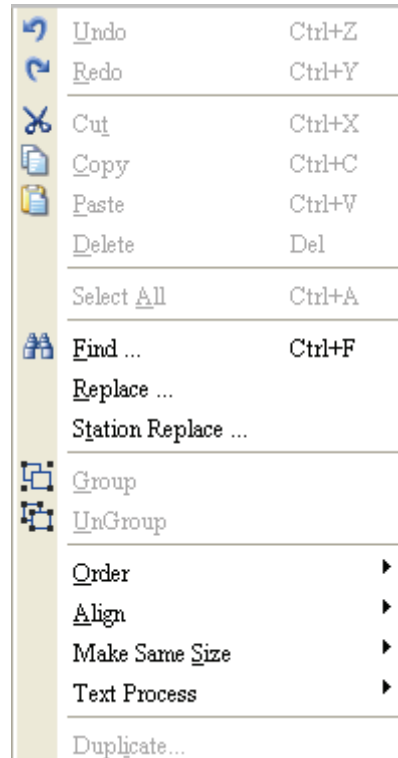 Undo Ctrl+Z
Redo Ctrl+Y
Cut Ctrl+X
Copy Ctrl+C
Paste Ctrl+V
Delete Del
Select All Ctrl+A
Find ... Ctrl+F
Replace ...
Station Replace ...
Group
UnGroup
Order
Align
Make Same Size
Text Process
Duplicate...